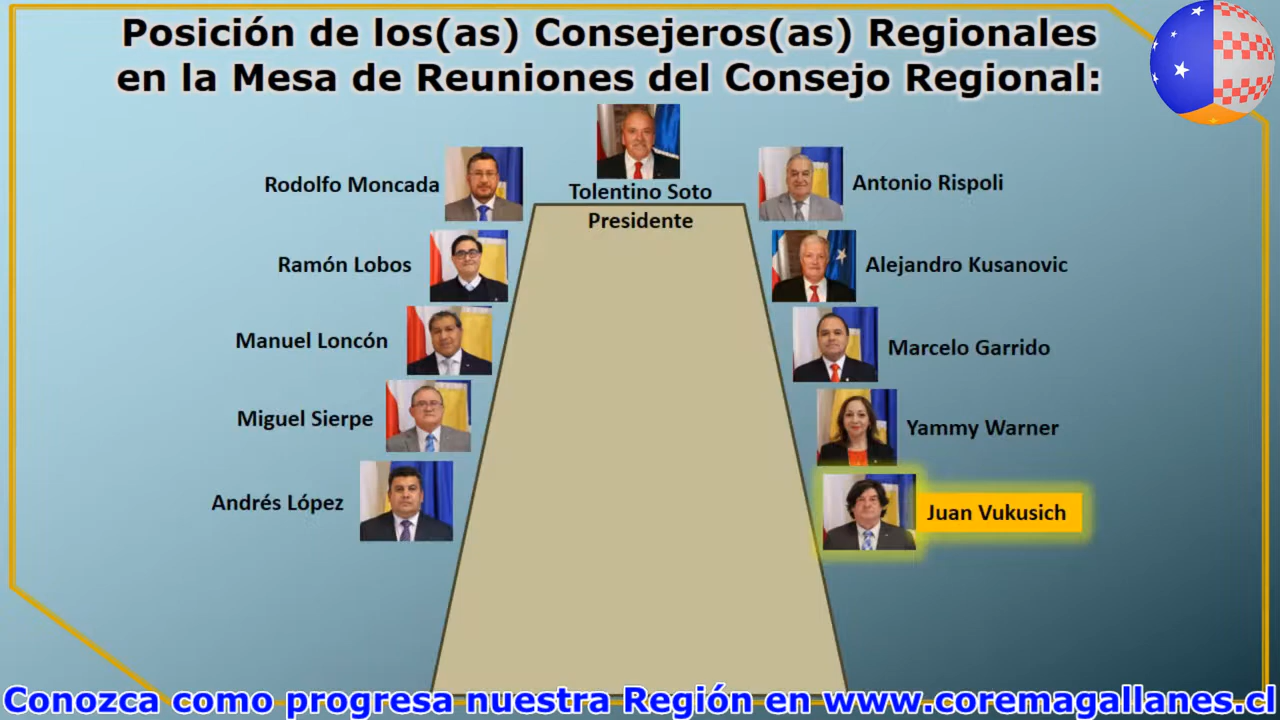 Posición de los(as) Consejeros(as) Regionales
en la Mesa de Reuniones del Consejo Regional:
Tolentino Soto
Presidente
Rodolfo Moncada
Antonio Rispoli
Ramón Lobos
Alejandro Kusanovic
Manuel Loncón
Marcelo Garrido
Miguel Sierpe
Yammy Warner
Andrés López
Juan Vukusich
Conozca como progresa nuestra Región en www.coremagallanes.cl